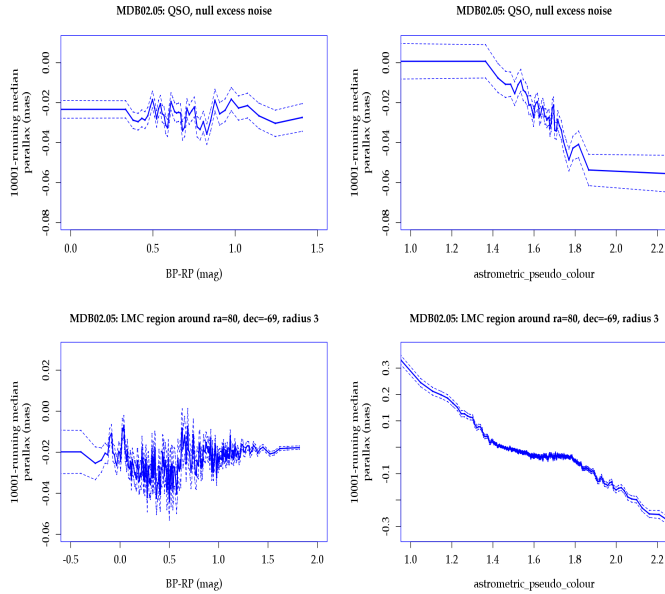 MDB02.05: QSO, null excess noise
10001-running median
parallax (mas)
0.00
-0.02
-0.04
-0.06
-0.08
0.0
0.5
1.0
1.5
BP-RP (mag)
MDB02.05: QSO, null excess noise
10001-running median
parallax (mas)
0.00
-0.02
-0.04
-0.06
-0.08
1.0
1.2
1.4
1.6
1.8
2.0
2.2
astrometric_pseudo_colour
MDB02.05: LMC region around ra=80, dec=-69, radius 3
10001-running median
parallax (mas)
0.02
0.00
-0.02
-0.04
-0.06
-0.5
0.0
0.5
1.0
1.5
2.0
BP-RP (mag)
MDB02.05: LMC region around ra=80, dec=-69, radius 3
10001-running median
parallax (mas)
0.3
0.1
-0.1
-0.3
1.0
1.2
1.4
1.6
1.8
2.0
2.2
astrometric_pseudo_colour